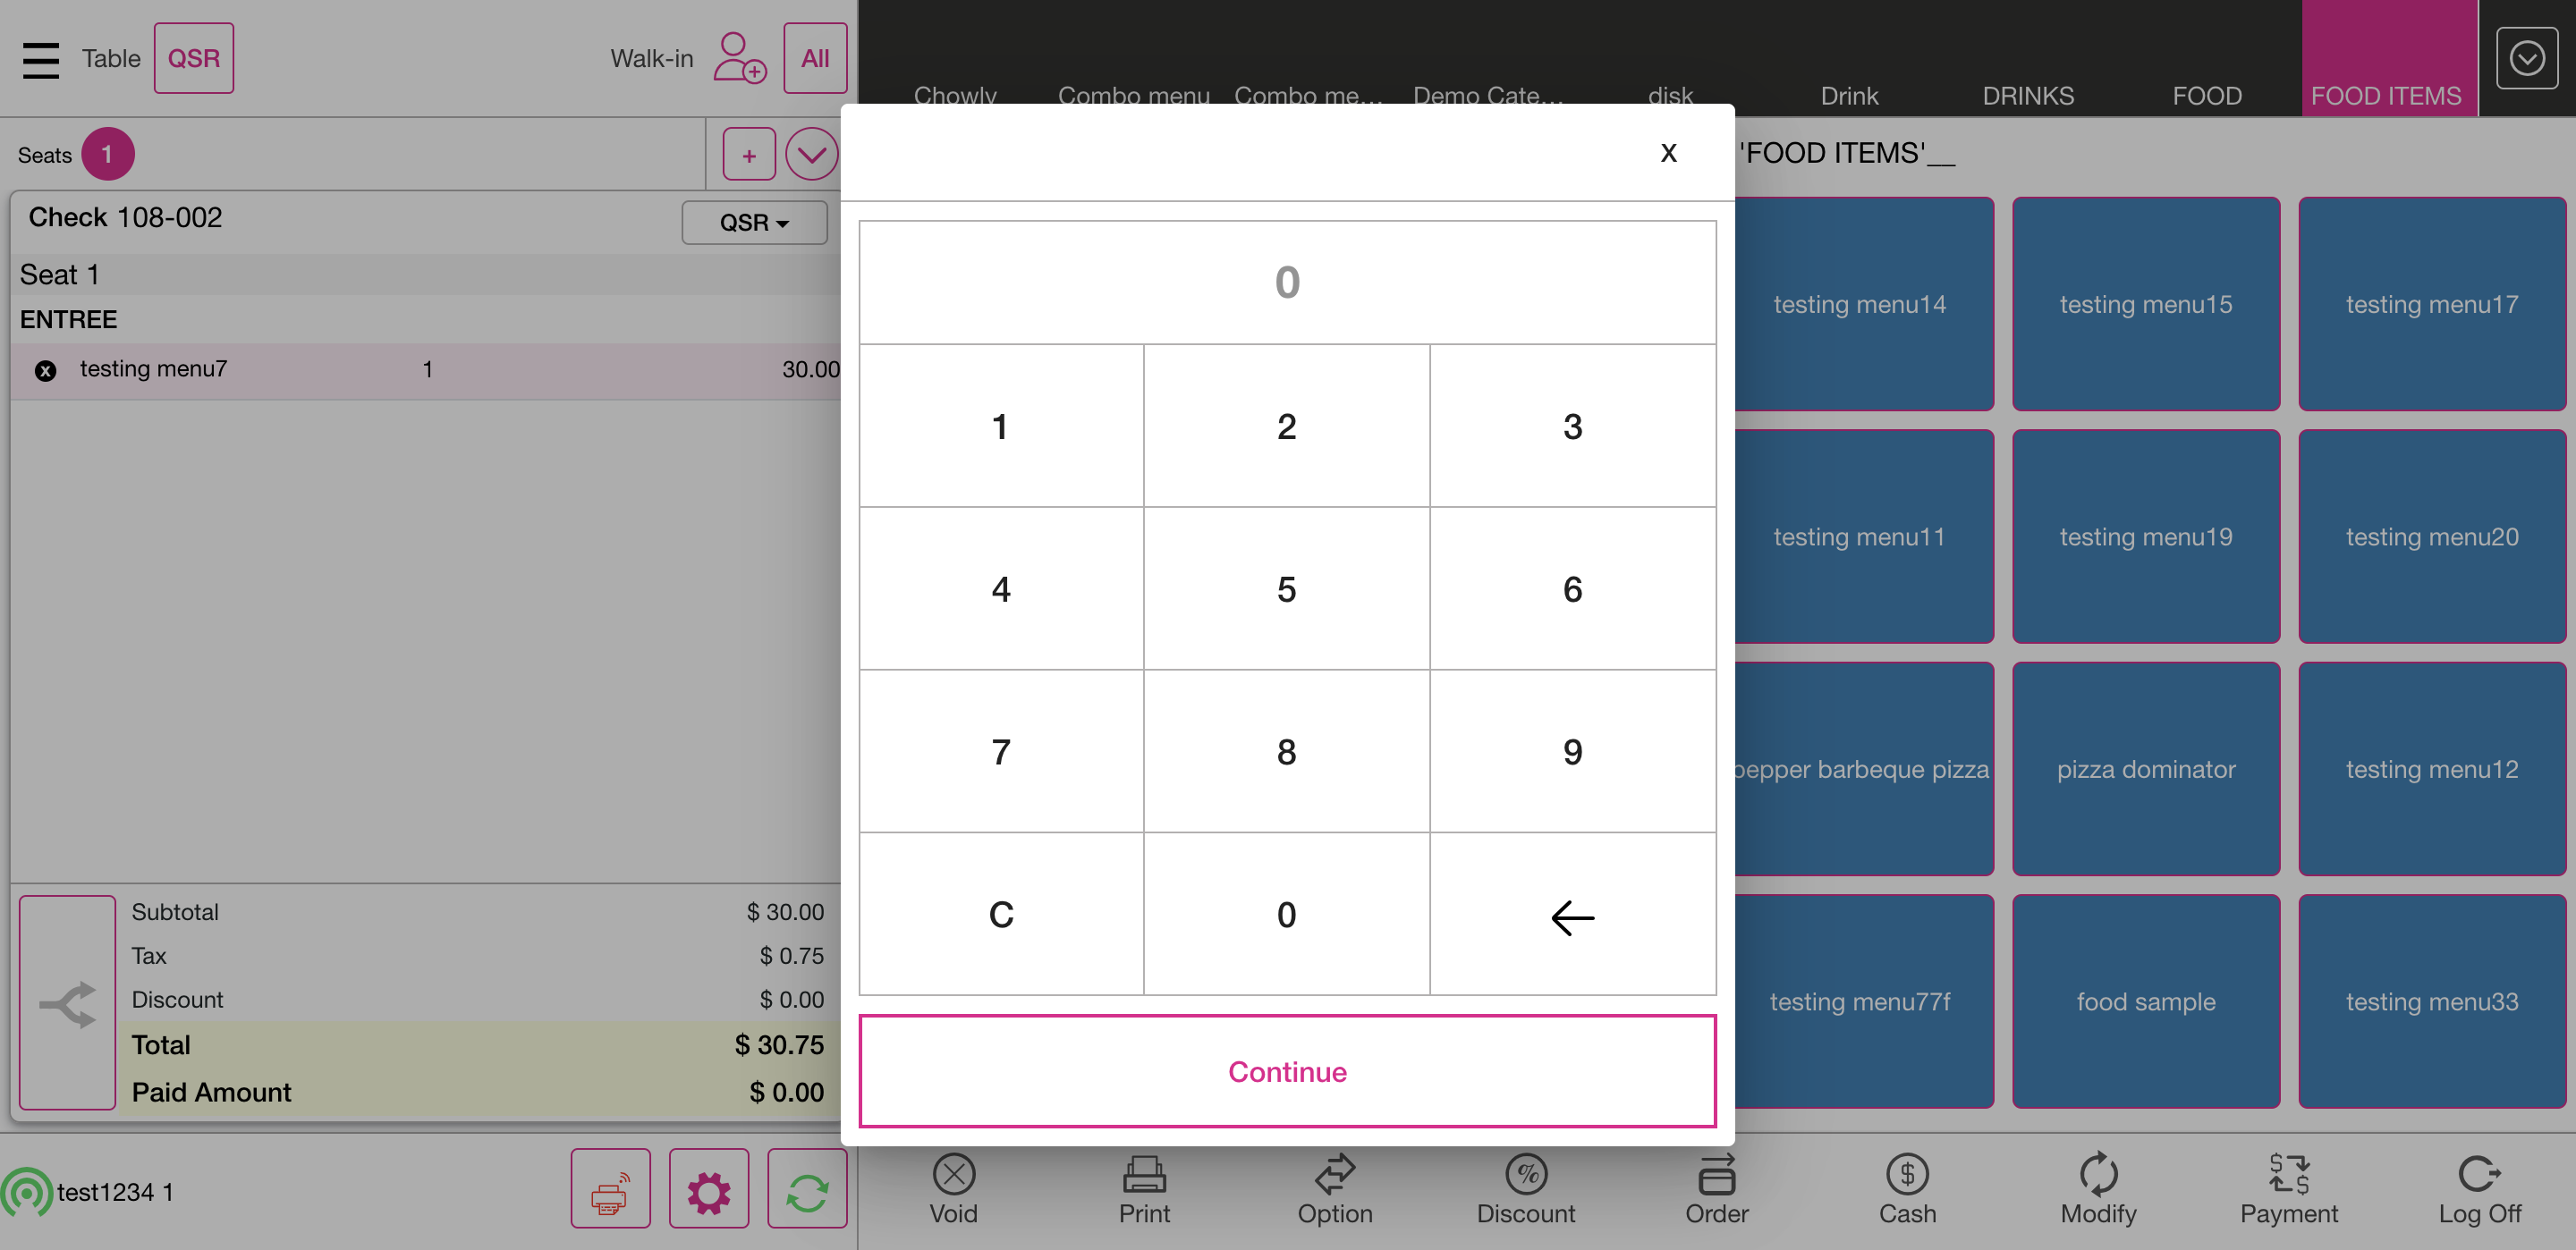 Table QSR Walk-in All
Chowly Combo menu Combo me... Demo Cate... disk Drink DRINKS FOOD FOOD ITEMS
Seats 1 +
x
'FOOD ITEMS'__
Check 108-002 QSR
Seat 1
ENTREE
x testing menu7 1 30.00
0
1 2 3
4 5 6
7 8 9
C 0
Continue
testing menu14 testing menu15 testing menu17
testing menu11 testing menu19 testing menu20
pepper barbeque pizza pizza dominator testing menu12
testing menu77f food sample testing menu33
Subtotal $ 30.00
Tax $ 0.75
Discount $ 0.00
Total $ 30.75
Paid Amount $ 0.00
test1234 1
Void Print Option Discount Order Cash Modify Payment Log Off